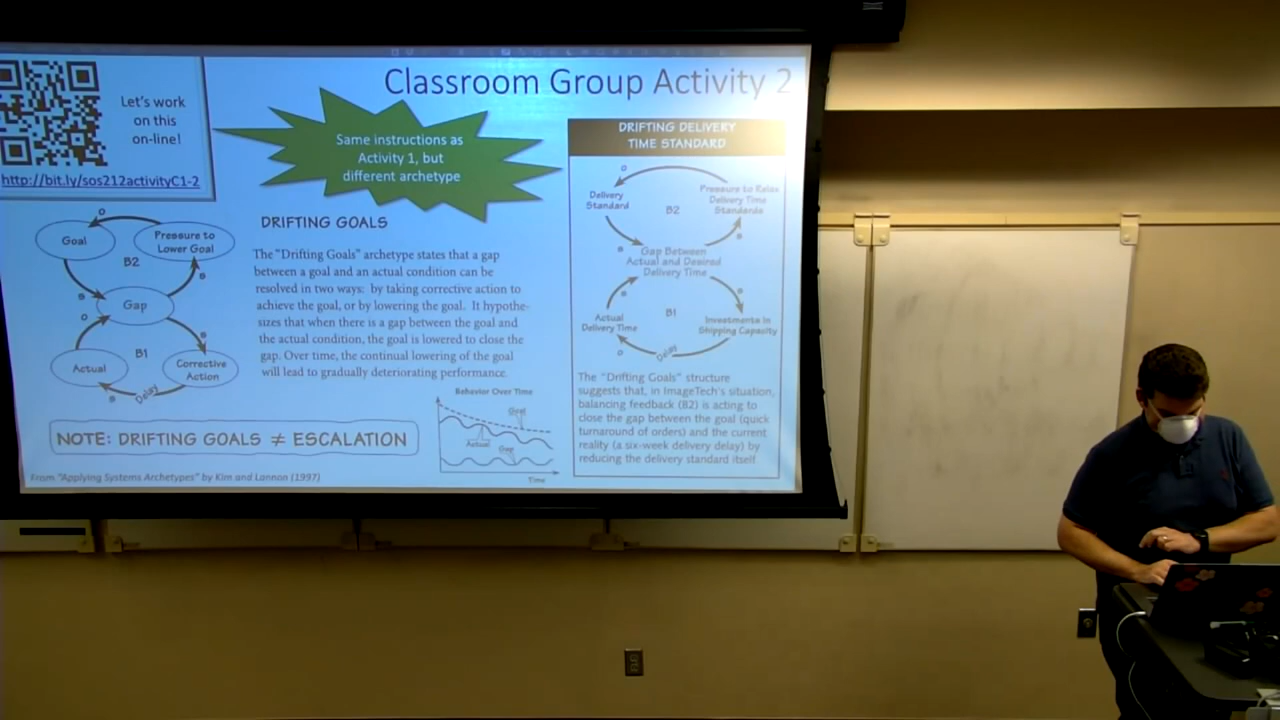 Classroom Group Activity 2
Let's work
on this
on-line!
http://bit.ly/sos212activityC1-2
Same instructions as
Activity 1, but
different archetype
o
Goal
Pressure to
Lower Goal
B2
s
s
Gap
o
s
s
B1
Actual
Corrective
Action
s
Delay
DRIFTING GOALS
The "Drifting Goals" archetype states that a gap
between a goal and an actual condition can be
resolved in two ways: by taking corrective action to
achieve the goal, or by lowering the goal. It hypothe-
sizes that when there is a gap between the goal and
the actual condition, the goal is lowered to close the
gap. Over time, the continual lowering of the goal
will lead to gradually deteriorating performance.
NOTE: DRIFTING GOALS ≠ ESCALATION
From "Applying Systems Archetypes" by Kim and Lannon (1997)
Behavior Over Time
Goal
Actual
Gap
Time
DRIFTING DELIVERY
TIME STANDARD
o
Delivery
Standard
Pressure to Relax
Delivery Time
Standards
B2
s
s
Gap Between
Actual and Desired
Delivery Time
s
s
B1
Actual
Delivery Time
Investments in
Shipping Capacity
o
Delay
The "Drifting Goals" structure
suggests that, in ImageTech's situation,
balancing feedback (B2) is acting to
close the gap between the goal (quick
turnaround of orders) and the current
reality (a six-week delivery delay) by
reducing the delivery standard itself.